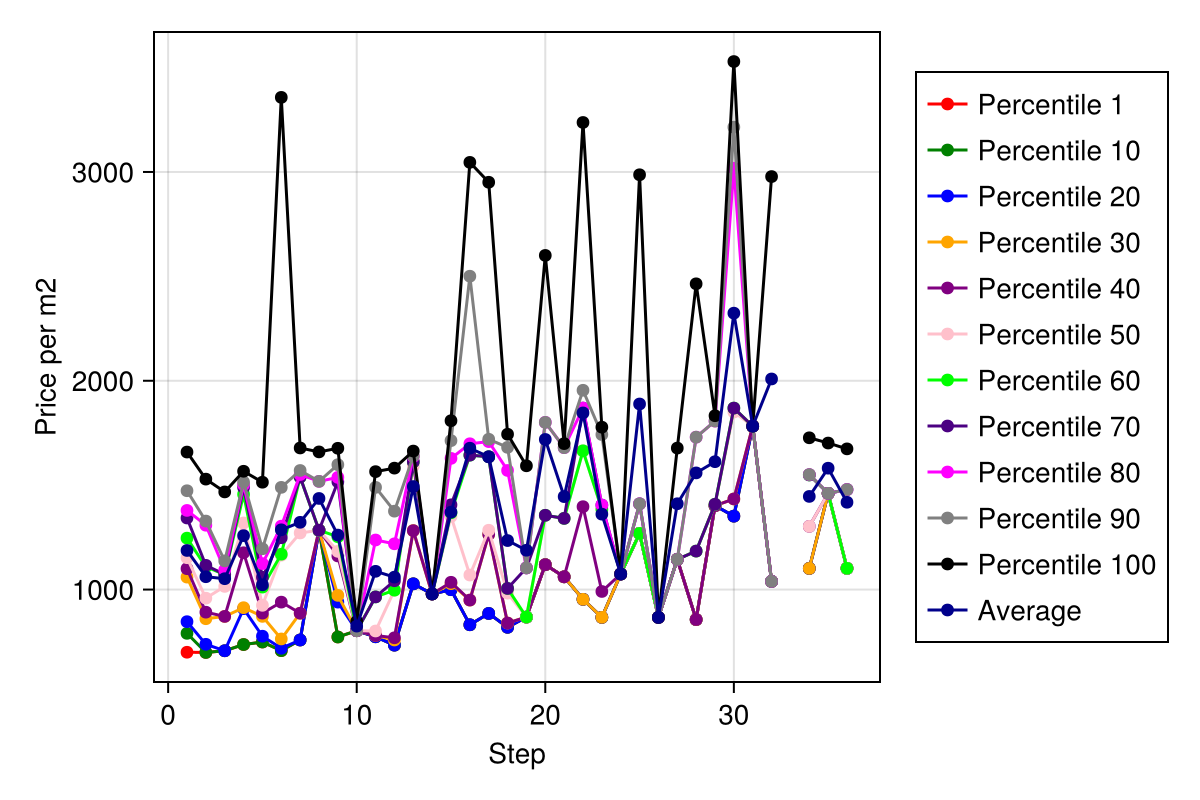 3000
2000
1000
Price per m2
0
10
20
30
Step
Percentile 1
Percentile 10
Percentile 20
Percentile 30
Percentile 40
Percentile 50
Percentile 60
Percentile 70
Percentile 80
Percentile 90
Percentile 100
Average